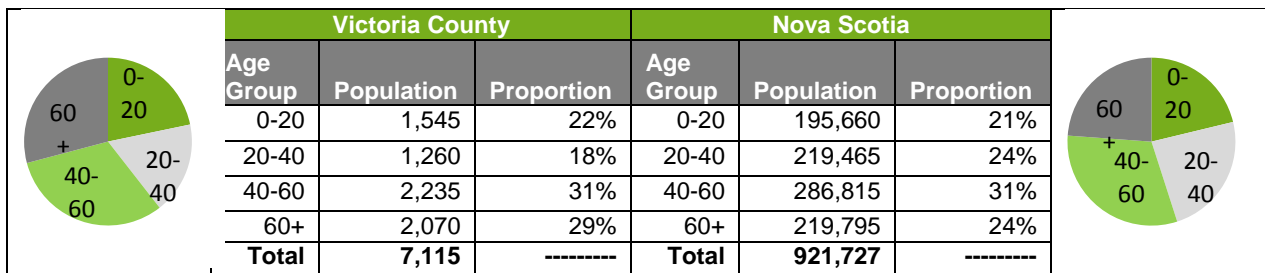 Victoria County Nova Scotia
Age Group Population Proportion Age Group Population Proportion
0-20 1,545 22% 0-20 195,660 21%
20-40 1,260 18% 20-40 219,465 24%
40-60 2,235 31% 40-60 286,815 31%
60+ 2,070 29% 60+ 219,795 24%
Total 7,115 --------- Total 921,727 ---------
0-
20
20-
40
40-
60
60
+
0-
20
20-
40
40-
60
60
+